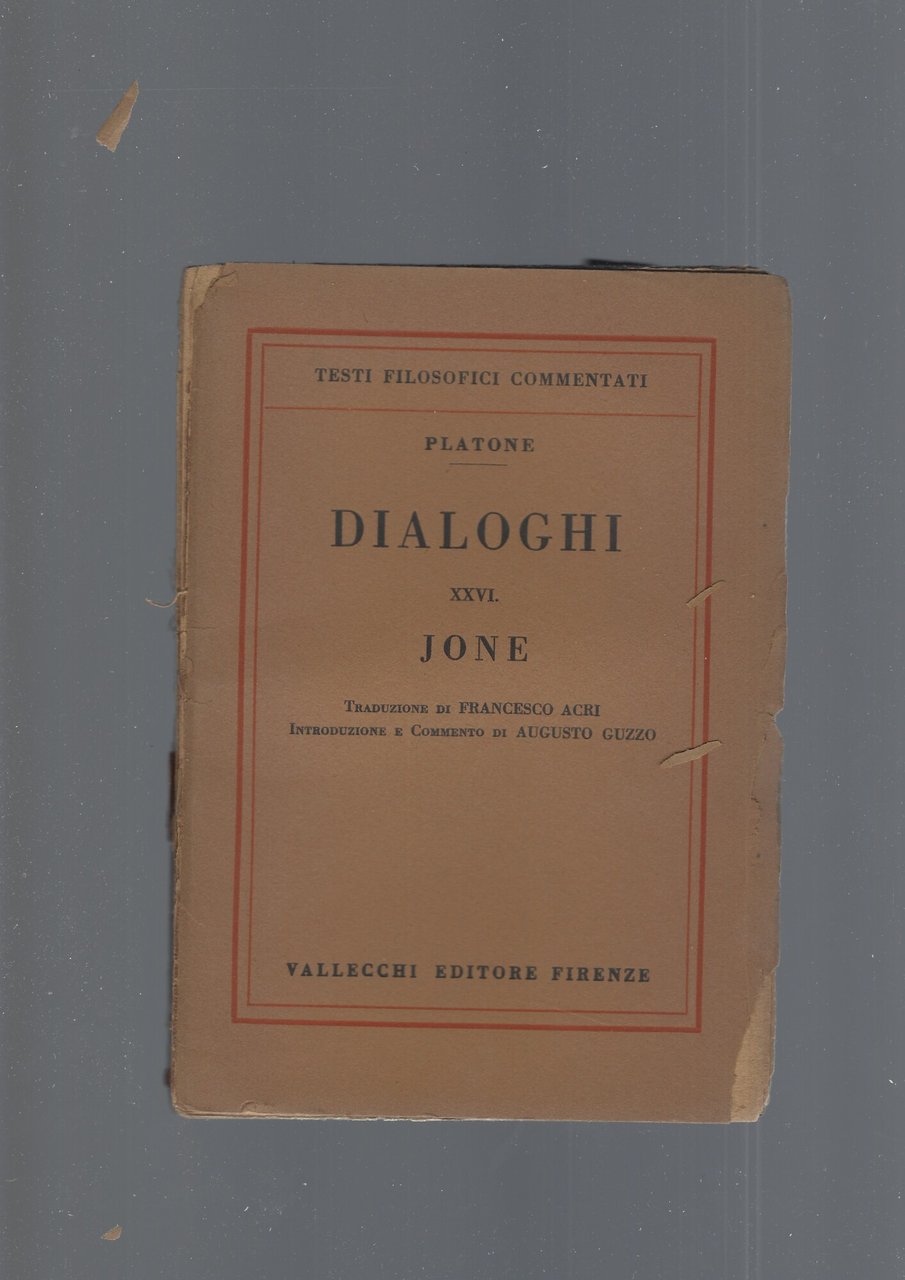 TESTI FILOSOFICI COMMENTATI
PLATONE
DIALOGHI
XXVI.
JONE
Traduzione di FRANCESCO ACRI
Introduzione e Commento di AUGUSTO GUZZO
VALLECCHI EDITORE FIRENZE